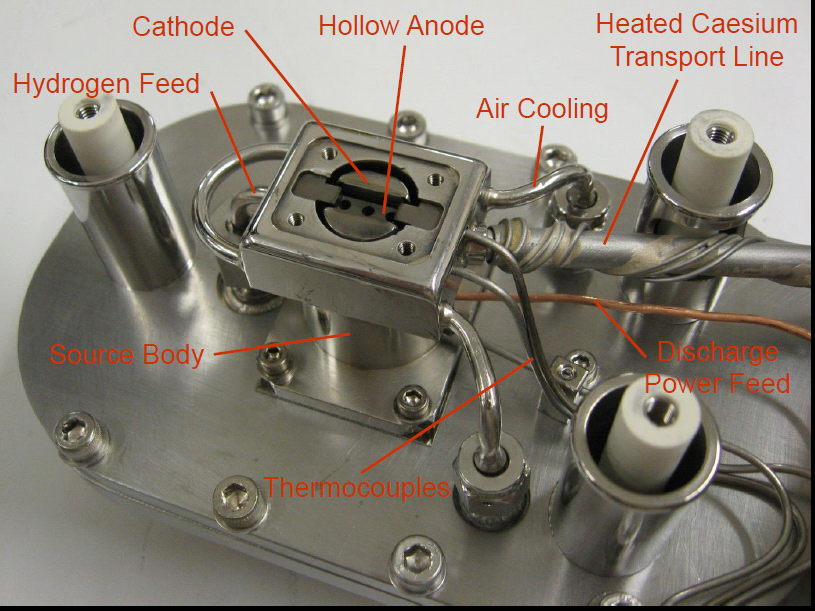 Cathode
Hollow Anode
Heated Caesium
Transport Line
Hydrogen Feed
Air Cooling
Source Body
Discharge
Power Feed
Thermocouples